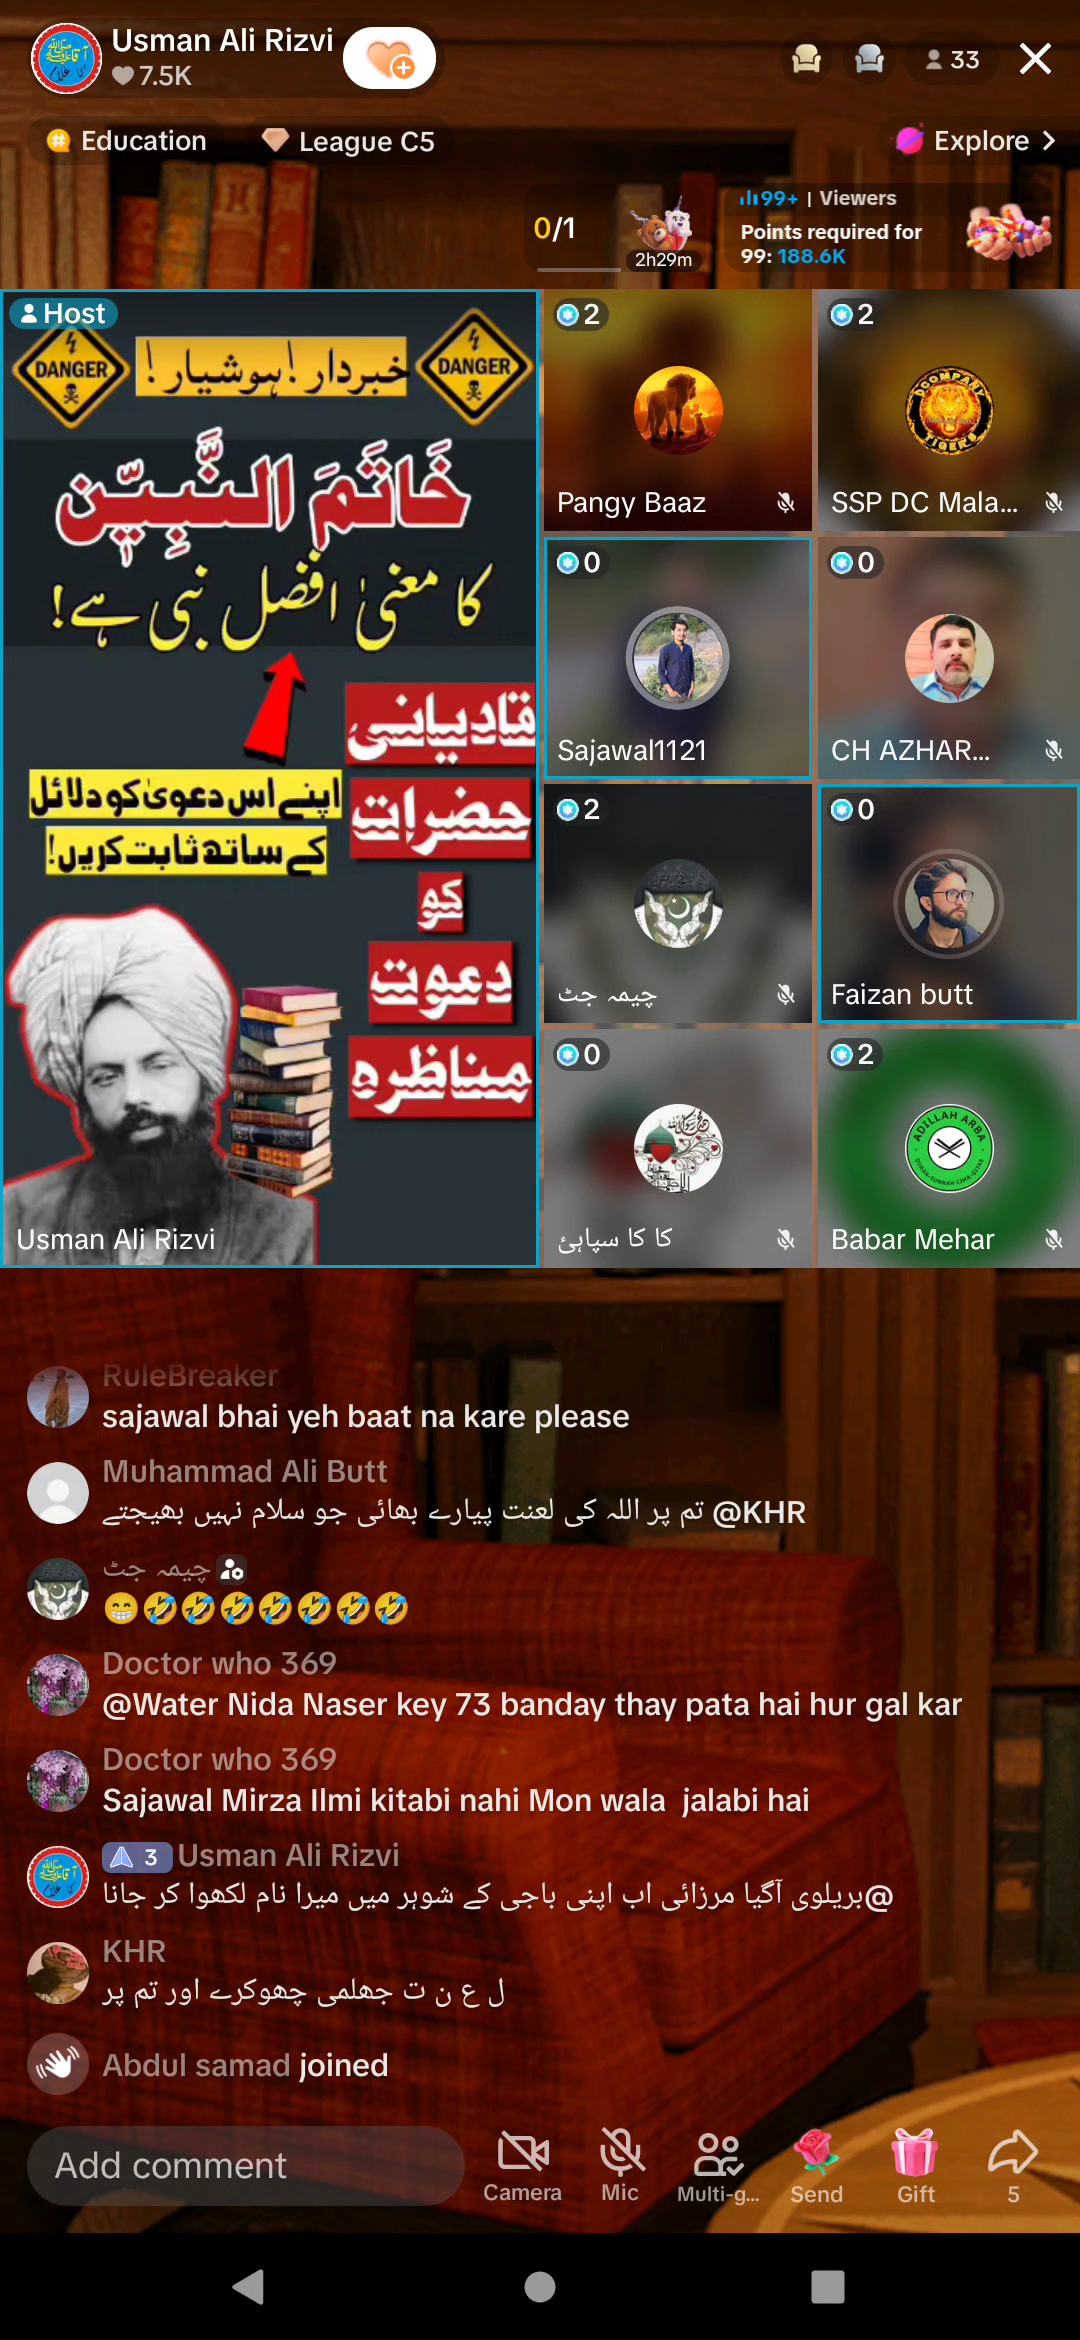 Usman Ali Rizvi
7.5K
33
Education
League C5
Explore
0/1
2h29m
99+ | Viewers
Points required for
99: 188.6K
Host
DANGER
خبردار ! ہوشیار !
DANGER
خَاتَمَ النَّبِیّٖن
کا معنیٰ افضل نبی ہے!
قادیانی
حضرات
کو
دعوت
مناظرہ
اپنے اس دعویٰ کو دلائل
کے ساتھ ثابت کریں!
Usman Ali Rizvi
2
Pangy Baaz
2
DOOMPANY
TIGERS
SSP DC Mala...
0
Sajawal1121
0
CH AZHAR...
2
چیمہ جٹ
0
Faizan butt
0
کا کا سپاہئ
2
ADILLAH ARBA
QURAN-SUNNAH-IJMA-QIYAS
Babar Mehar
RuleBreaker
sajawal bhai yeh baat na kare please
Muhammad Ali Butt
@KHR تم پر اللہ کی لعنت پیارے بھائی جو سلام نہیں بھیجتے
چیمہ جٹ
😁🤣🤣🤣🤣🤣🤣🤣
Doctor who 369
@Water Nida Naser key 73 banday thay pata hai hur gal kar
Doctor who 369
Sajawal Mirza Ilmi kitabi nahi Mon wala jalabi hai
3 Usman Ali Rizvi
@بریلوی آگیا مرزائی اب اپنی باجی کے شوہر میں میرا نام لکھوا کر جانا
KHR
ل ع ن ت جھلمی چھوکرے اور تم پر
Abdul samad joined
Add comment
Camera
Mic
Multi-g...
Send
Gift
5